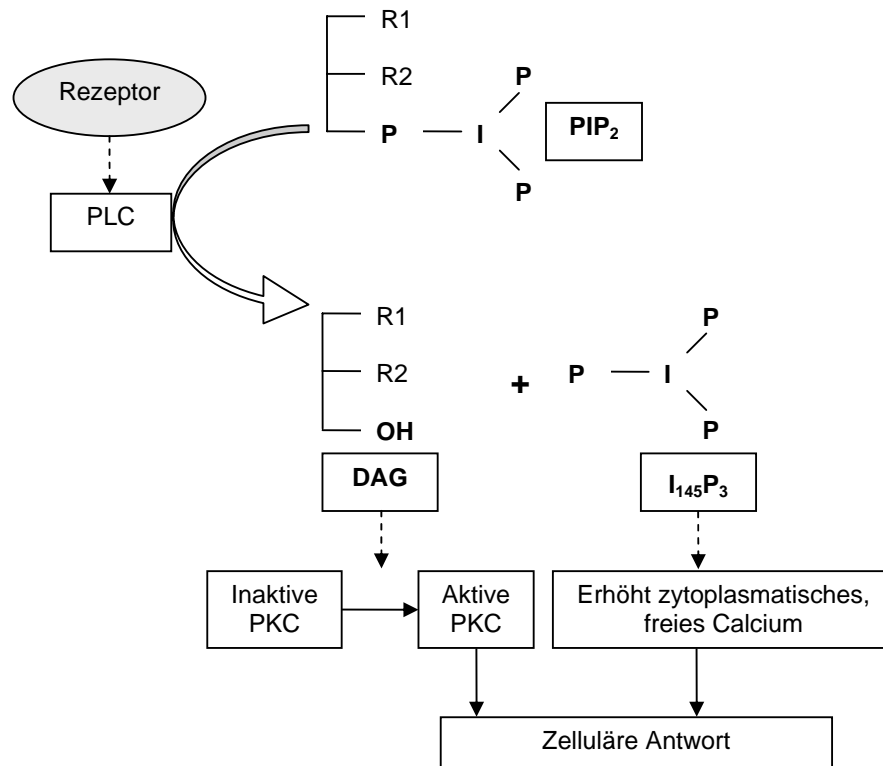 R1
Rezeptor
R2
P
P
I
PIP₂
P
PLC
R1
P
R2
+
P
I
OH
P
DAG
I₁₄₅P₃
Inaktive
PKC
Aktive
PKC
Erhöht zytoplasmatisches,
freies Calcium
Zelluläre Antwort